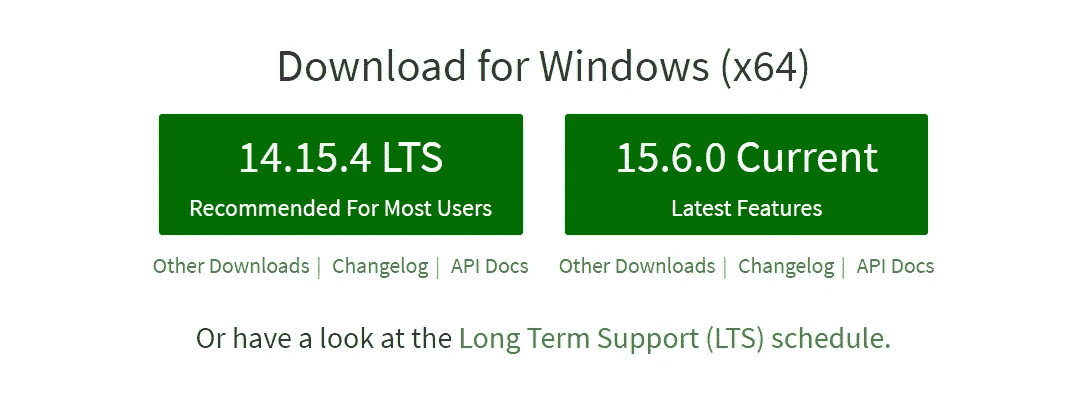 Download for Windows (x64)
14.15.4 LTS
Recommended For Most Users
15.6.0 Current
Latest Features
Other Downloads | Changelog | API Docs
Other Downloads | Changelog | API Docs
Or have a look at the Long Term Support (LTS) schedule.